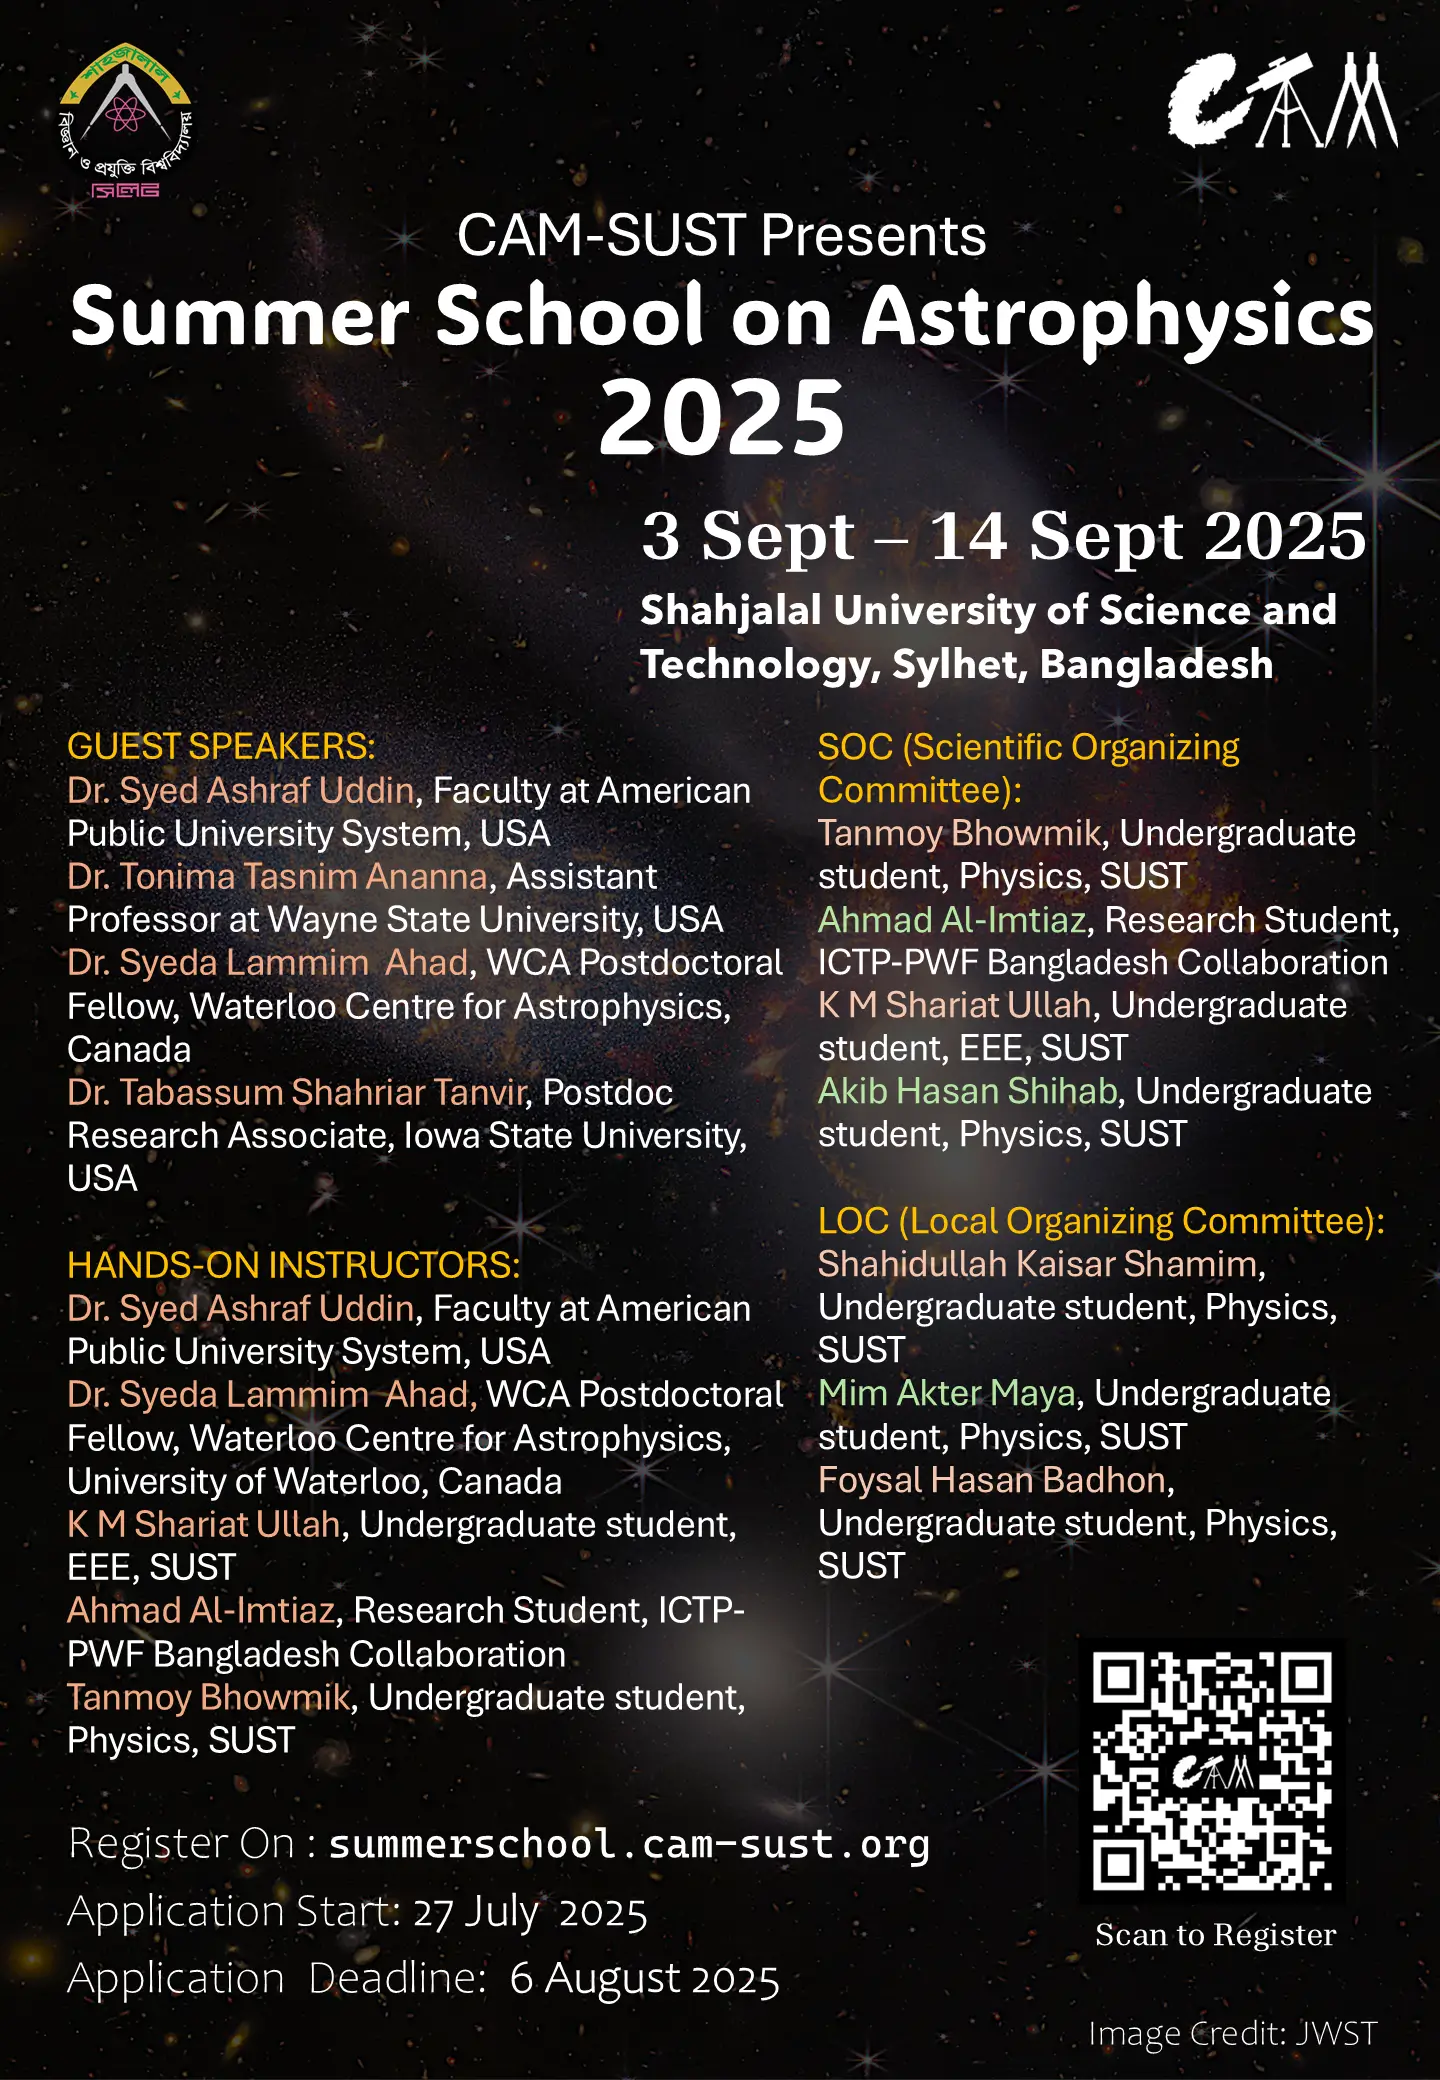 শাহজালাল
বিজ্ঞান ও প্রযুক্তি বিশ্ববিদ্যালয়
সিলেট
CAM
CAM-SUST Presents
Summer School on Astrophysics
2025
3 Sept – 14 Sept 2025
Shahjalal University of Science and
Technology, Sylhet, Bangladesh
GUEST SPEAKERS:
Dr. Syed Ashraf Uddin, Faculty at American
Public University System, USA
Dr. Tonima Tasnim Ananna, Assistant
Professor at Wayne State University, USA
Dr. Syeda Lammim Ahad, WCA Postdoctoral
Fellow, Waterloo Centre for Astrophysics,
Canada
Dr. Tabassum Shahriar Tanvir, Postdoc
Research Associate, Iowa State University,
USA
HANDS-ON INSTRUCTORS:
Dr. Syed Ashraf Uddin, Faculty at American
Public University System, USA
Dr. Syeda Lammim Ahad, WCA Postdoctoral
Fellow, Waterloo Centre for Astrophysics,
University of Waterloo, Canada
K M Shariat Ullah, Undergraduate student,
EEE, SUST
Ahmad Al-Imtiaz, Research Student, ICTP-
PWF Bangladesh Collaboration
Tanmoy Bhowmik, Undergraduate student,
Physics, SUST
SOC (Scientific Organizing
Committee):
Tanmoy Bhowmik, Undergraduate
student, Physics, SUST
Ahmad Al-Imtiaz, Research Student,
ICTP-PWF Bangladesh Collaboration
K M Shariat Ullah, Undergraduate
student, EEE, SUST
Akib Hasan Shihab, Undergraduate
student, Physics, SUST
LOC (Local Organizing Committee):
Shahidullah Kaisar Shamim,
Undergraduate student, Physics,
SUST
Mim Akter Maya, Undergraduate
student, Physics, SUST
Foysal Hasan Badhon,
Undergraduate student, Physics,
SUST
Register On : summerschool.cam-sust.org
Application Start: 27 July 2025
Application Deadline: 6 August 2025
CAM
Scan to Register
Image Credit: JWST